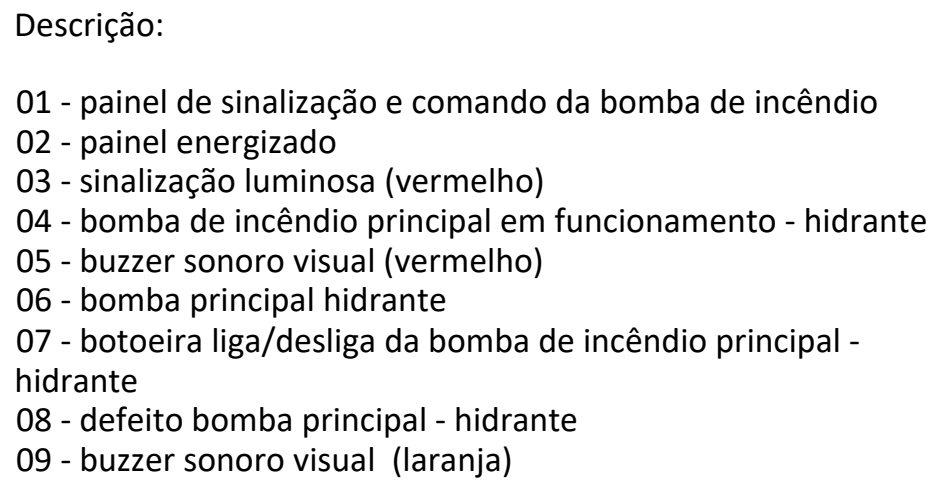 Descrição:
01 - painel de sinalização e comando da bomba de incêndio
02 - painel energizado
03 - sinalização luminosa (vermelho)
04 - bomba de incêndio principal em funcionamento - hidrante
05 - buzzer sonoro visual (vermelho)
06 - bomba principal hidrante
07 - botoeira liga/desliga da bomba de incêndio principal -
hidrante
08 - defeito bomba principal - hidrante
09 - buzzer sonoro visual  (laranja)